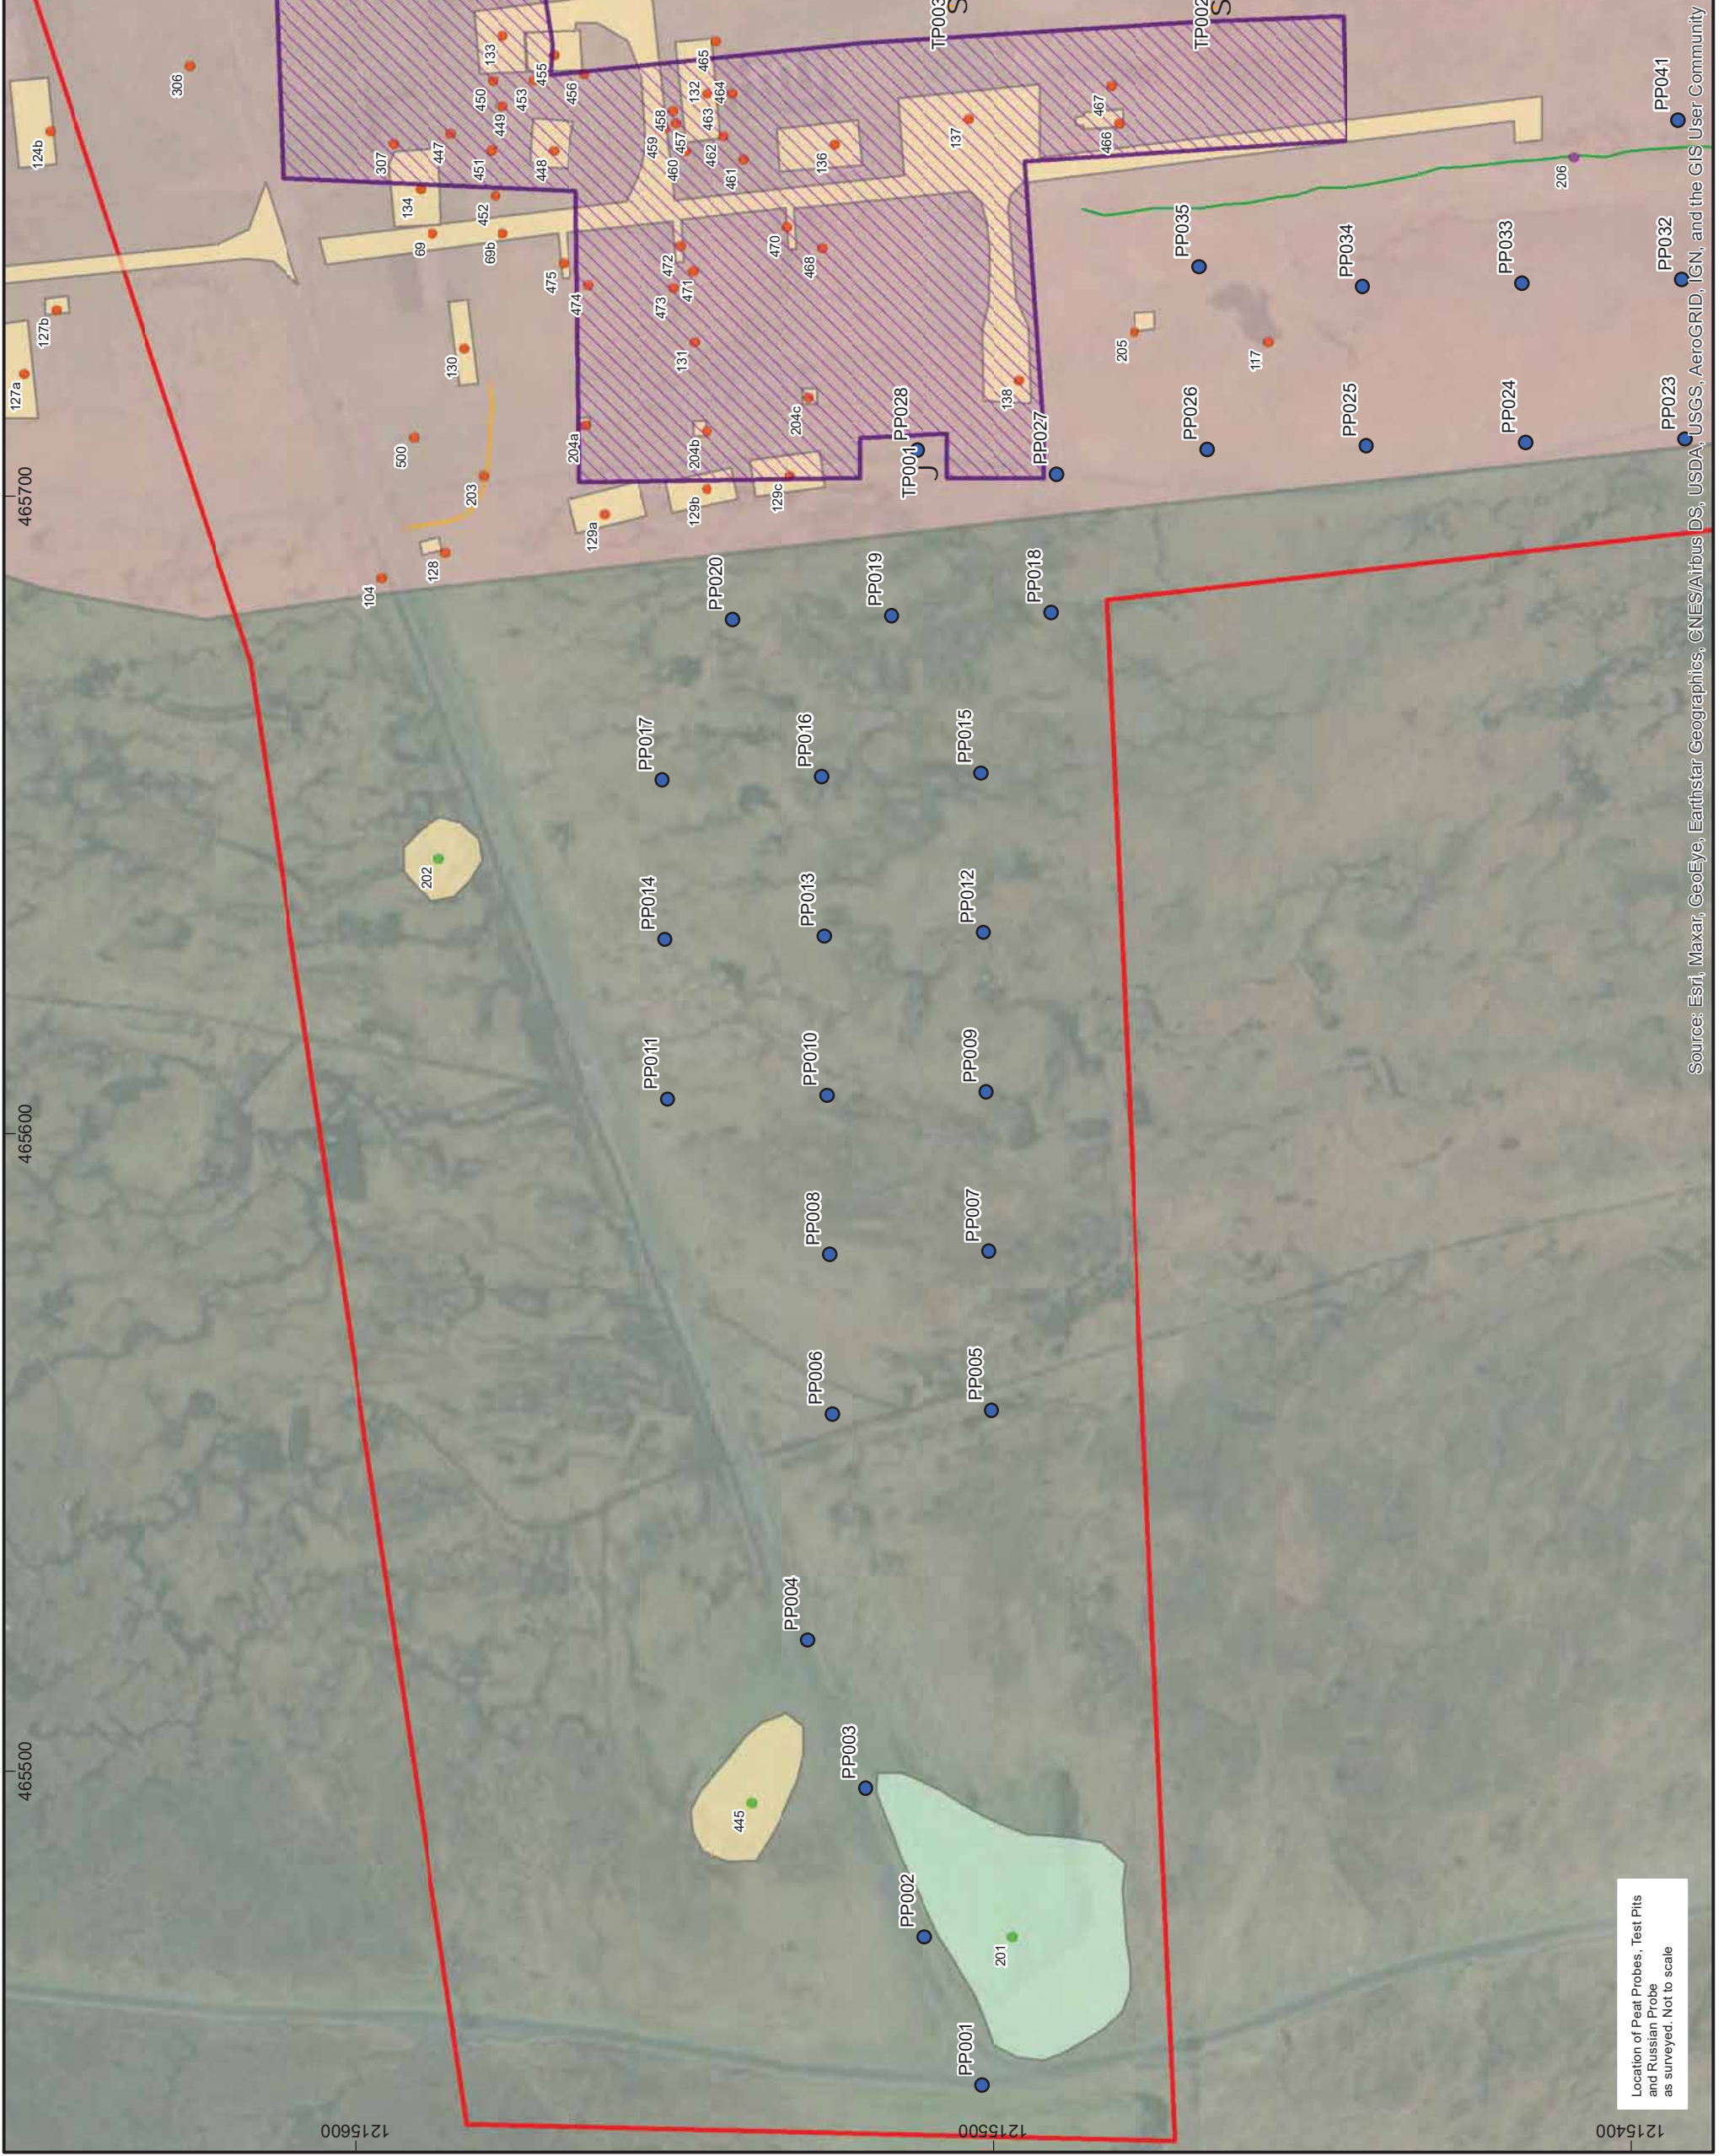 465500
465600
465700
1215600
1215500
1215400
124b
306
127a
127b
133
455
450
453
456
449
307
447
451
448
134
452
69
69b
475
474
130
500
203
104
128
465
132
464
463
458
457
459
460
462
461
136
137
467
466
472
471
473
470
468
131
204a
204b
204c
129a
129b
129c
138
205
117
206
202
445
201
TP003
S
TP002
S
TP001
J
PP028
PP027
PP041
PP035
PP034
PP033
PP032
PP026
PP025
PP024
PP023
PP020
PP019
PP018
PP017
PP016
PP015
PP014
PP013
PP012
PP011
PP010
PP009
PP008
PP007
PP006
PP005
PP004
PP003
PP002
PP001
Location of Peat Probes, Test Pits
and Russian Probe
as surveyed. Not to scale
Source: Esri, Maxar, GeoEye, Earthstar Geographics, CNES/Airbus DS, USDA, USGS, AeroGRID, IGN, and the GIS User Community